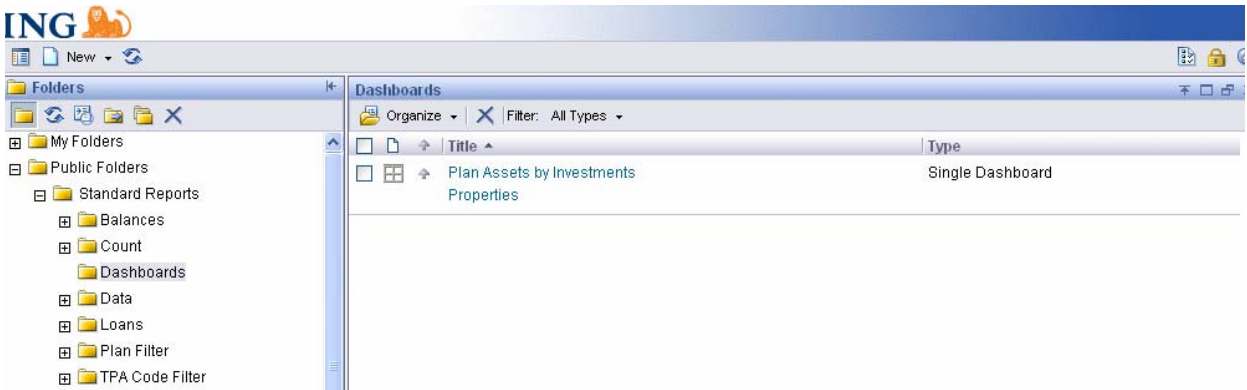 ING
New
Folders
Dashboards
Organize Filter: All Types
My Folders
Title Type
Public Folders
Plan Assets by Investments Single Dashboard
Standard Reports
Properties
Balances
Count
Dashboards
Data
Loans
Plan Filter
TPA Code Filter